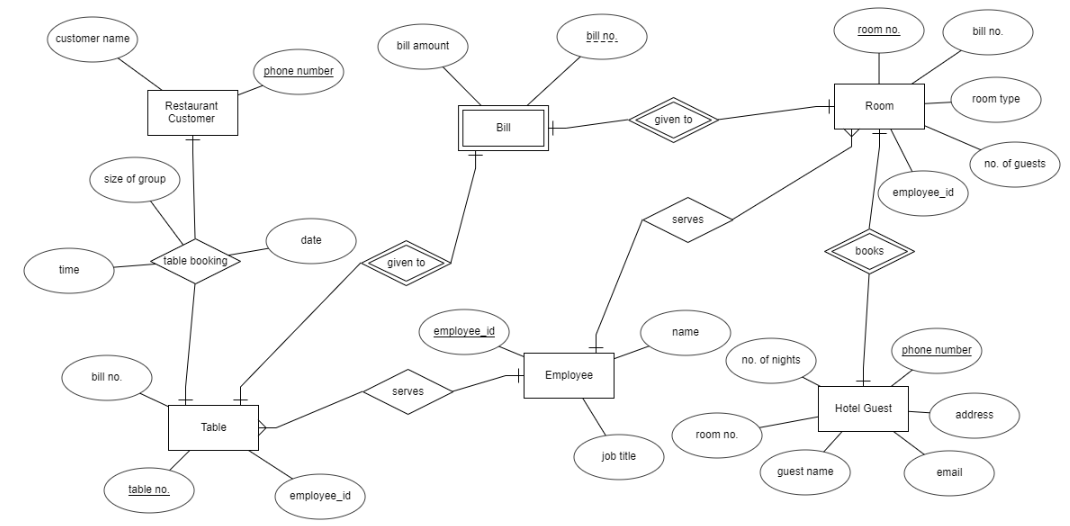 customer name
phone number
Restaurant
Customer
bill amount
bill no.
Bill
given to
room no.
bill no.
Room
room type
no. of guests
employee_id
size of group
serves
date
table booking
time
given to
books
employee_id
name
bill no.
Employee
no. of nights
phone number
serves
Hotel Guest
address
Table
room no.
job title
guest name
email
table no.
employee_id